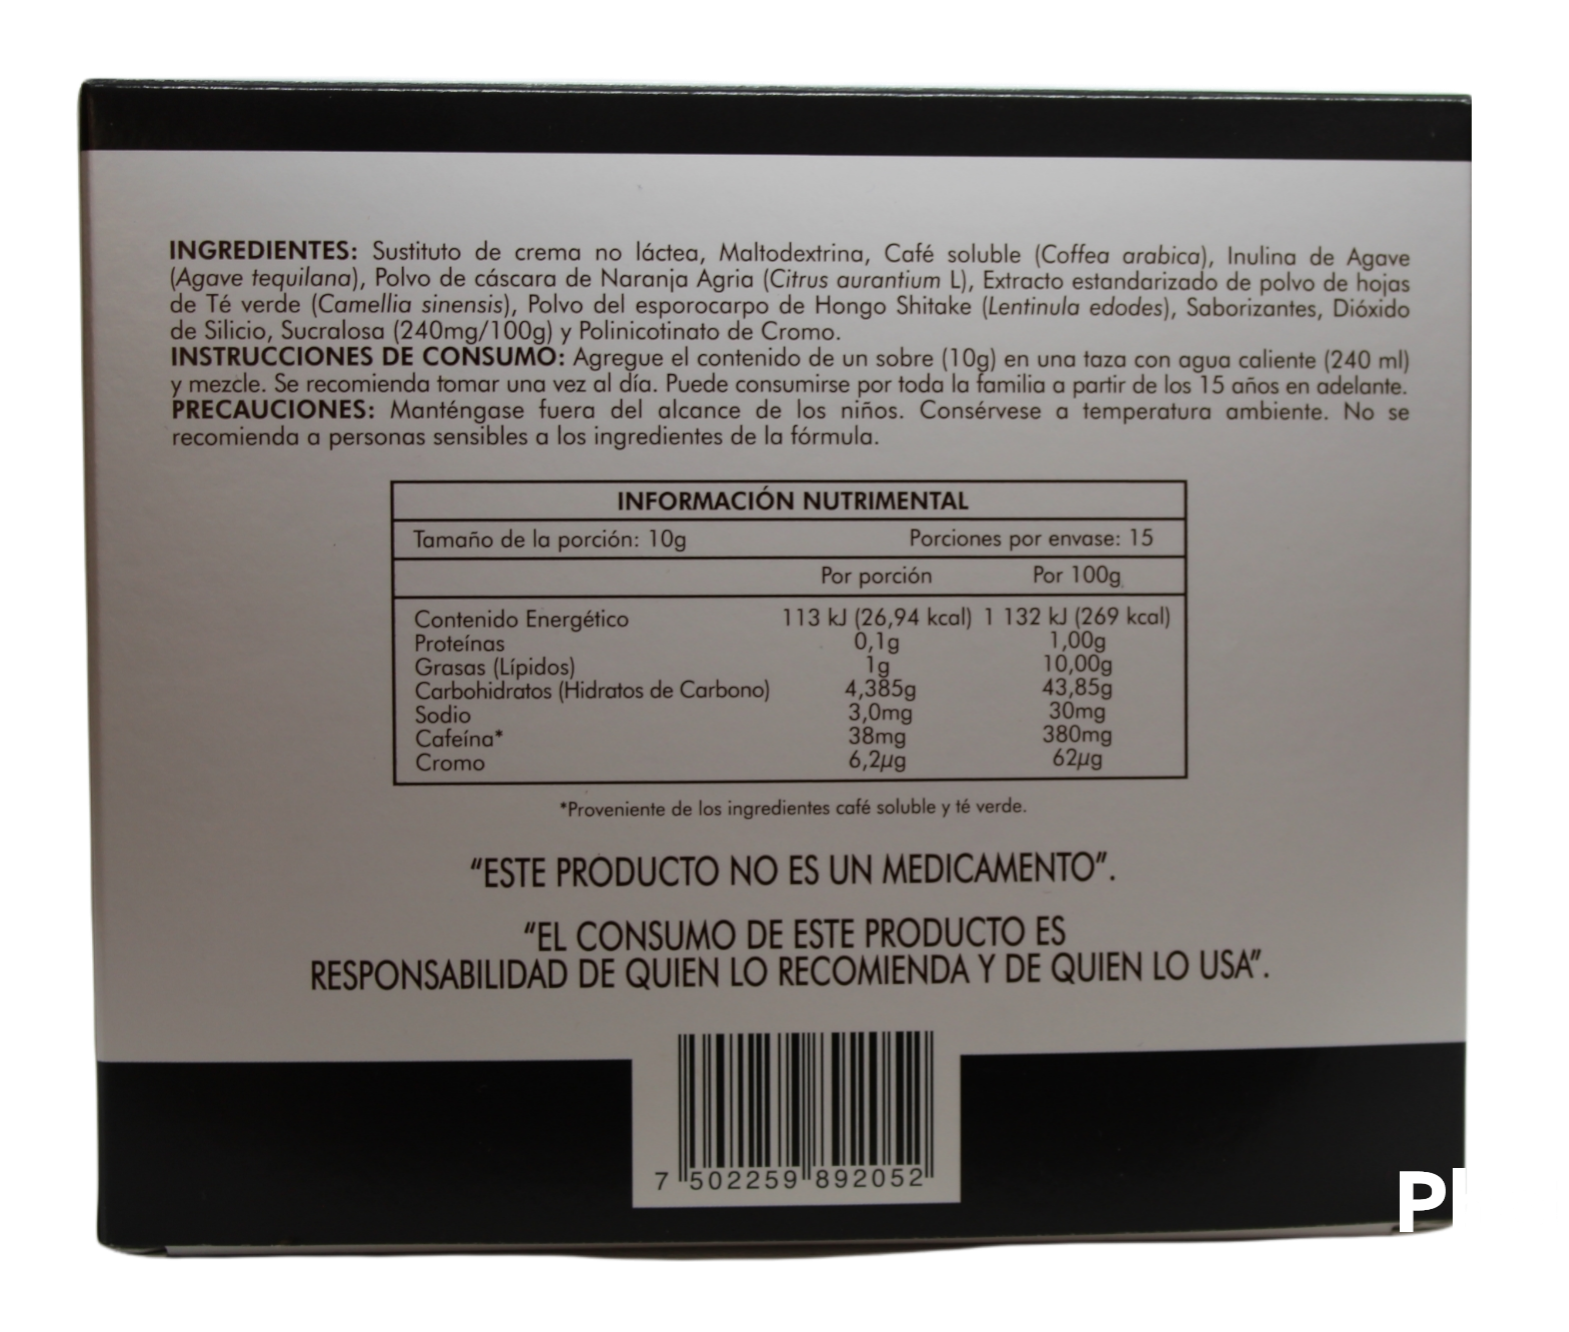 INGREDIENTES: Sustituto de crema no láctea, Maltodextrina, Café soluble (Coffea arabica), Inulina de Agave
(Agave tequilana), Polvo de cáscara de Naranja Agria (Citrus aurantium L), Extracto estandarizado de polvo de hojas
de Té verde (Camellia sinensis), Polvo del esporocarpo de Hongo Shitake (Lentinula edodes), Saborizantes, Dióxido
de Silicio, Sucralosa (240mg/100g) y Polinicotinato de Cromo.
INSTRUCCIONES DE CONSUMO: Agregue el contenido de un sobre (10g) en una taza con agua caliente (240 ml)
y mezcle. Se recomienda tomar una vez al día. Puede consumirse por toda la familia a partir de los 15 años en adelante.
PRECAUCIONES: Manténgase fuera del alcance de los niños. Consérvese a temperatura ambiente. No se
recomienda a personas sensibles a los ingredientes de la fórmula.
INFORMACIÓN NUTRIMENTAL
Tamaño de la porción: 10g Porciones por envase: 15
Por porción Por 100g
Contenido Energético 113 kJ (26,94 kcal) 1 132 kJ (269 kcal)
Proteínas 0,1g 1,00g
Grasas (Lípidos) 1g 10,00g
Carbohidratos (Hidratos de Carbono) 4,385g 43,85g
Sodio 3,0mg 30mg
Cafeína* 38mg 380mg
Cromo 6,2µg 62µg
*Proveniente de los ingredientes café soluble y té verde.
"ESTE PRODUCTO NO ES UN MEDICAMENTO".
"EL CONSUMO DE ESTE PRODUCTO ES
RESPONSABILIDAD DE QUIEN LO RECOMIENDA Y DE QUIEN LO USA".
7 502259 892052